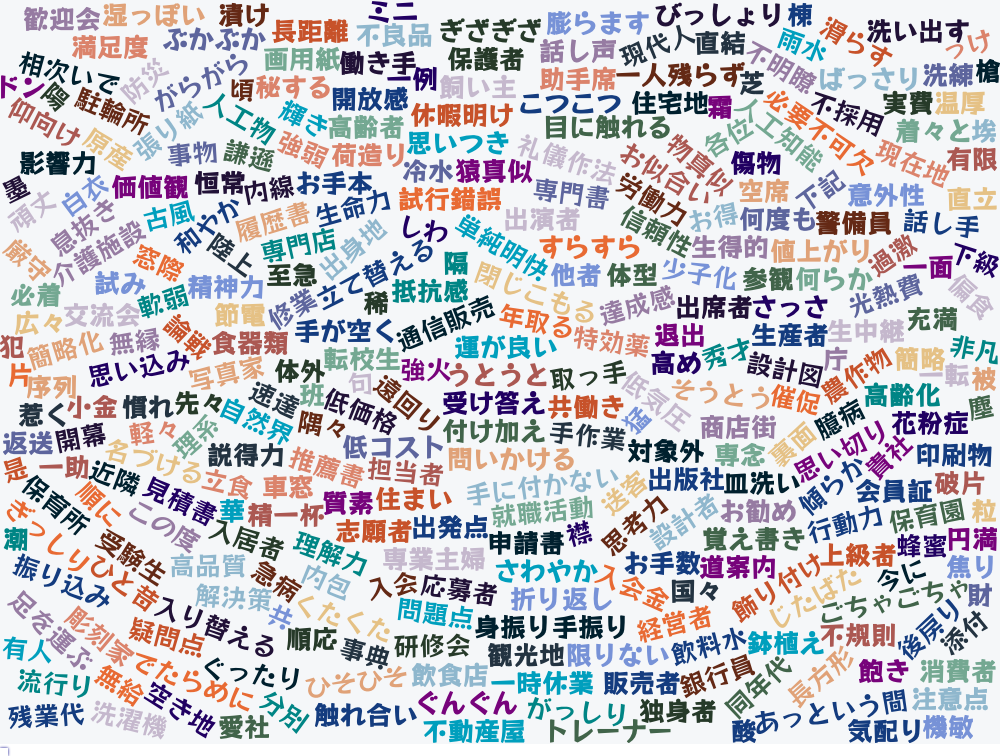 歓迎会
湿っぽい
漬け
長距離
ミニ
不良品
ぎざぎざ
膨らます
びっしょり
棟
滑らす
洗い出す
つけ
満足度
ぶかぶか
画用紙
働き手
保護者
話し声
現代人
直結
不明瞭
雨水
相次いで
防災
がらがら
頃
秘する
一例
飼い主
助手席
一人残らず
芝
ばっさり
洗練
槍
ドン
陽
駐輪所
人工物
輝き
開放感
休暇明け
こつこつ
住宅地
霜
人工知能
必要不可欠
不採用
実費
温厚
仰向け
原産
張り紙
高齢者
思いつき
目に触れる
各位
着々と
埃
影響力
事物
謙遜
強弱
荷造り
冷水
猿真似
礼儀作法
お似合い
物真似
傷物
現在地
有限
墨
頑丈
白衣
価値観
恒常
内線
お手本
試行錯誤
専門書
労働力
空席
下記
意外性
直立
息抜き
古風
和やか
履歴書
生命力
しわ
出演者
信頼性
お得
何度も
警備員
話し手
厳守
介護施設
窓際
陸上
専門店
出身地
単純明快
すらすら
生得的
値上がり
過激
一面
下級
試み
精神力
至急
立て替える
隔
閉じこもる
他者
体型
少子化
参観
何らか
偏食
必着
交流会
軟弱
節電
修業
稀
抵抗感
達成感
出席者
さっさ
光熱費
広々
論戦
手が空く
通信販売
年取る
特効薬
退出
生産者
生中継
充満
犯
簡略化
無縁
食器類
転校生
運が良い
高め
秀才
設計図
庁
農作物
簡略
非凡
片
序列
思い込み
写真家
体外
句
強火
うとうと
取っ手
低気圧
そうとう
催促
一転
被
惹く
小金
慣れ
先々
速達
班
低価格
遠回り
受け答え
共働き
猫
高齢化
塵
返送
開幕
軽々
理系
自然界
隅々
低コスト
付け加え
手作業
商店街
臆病
花粉症
是
一助
名づける
説得力
推薦書
担当者
問いかける
対象外
専念
裏面
思い切り
貴社
印刷物
保育所
近隣
見積書
立食
車窓
質素
住まい
手に付かない
送客
出版社
皿洗い
傾らか
会員証
破片
ぎっしり
順に
この度
華
精一杯
志願者
出発点
就職活動
思考力
設計者
お勧め
行動力
保育園
粒
潮
受験生
入居者
理解力
専業主婦
申請書
襟
覚え書き
蜂蜜
円満
振り込み
ひと昔
高品質
急病
内包
入会
応募者
さわやか
入会金
お手数
道案内
飾り付け
上級者
今に
焦り
足を運ぶ
彫刻家
疑問点
入り替える
解決策
共
くたくた
問題点
折り返し
国々
経営者
じたばた
ごちゃごちゃ
財
有人
でたらめに
ぐったり
順応
事典
研修会
身振り手振り
観光地
限りない
飲料水
鉢植え
不規則
後戻り
添付
流行り
無給
空き地
分別
ひそひそ
飲食店
一時休業
販売者
銀行員
同年代
長方形
飽き
消費者
残業代
洗濯機
愛社
触れ合い
ぐんぐん
がっしり
独身者
あっという間
注意点
不動産屋
トレーナー
酸
気配り
機敏